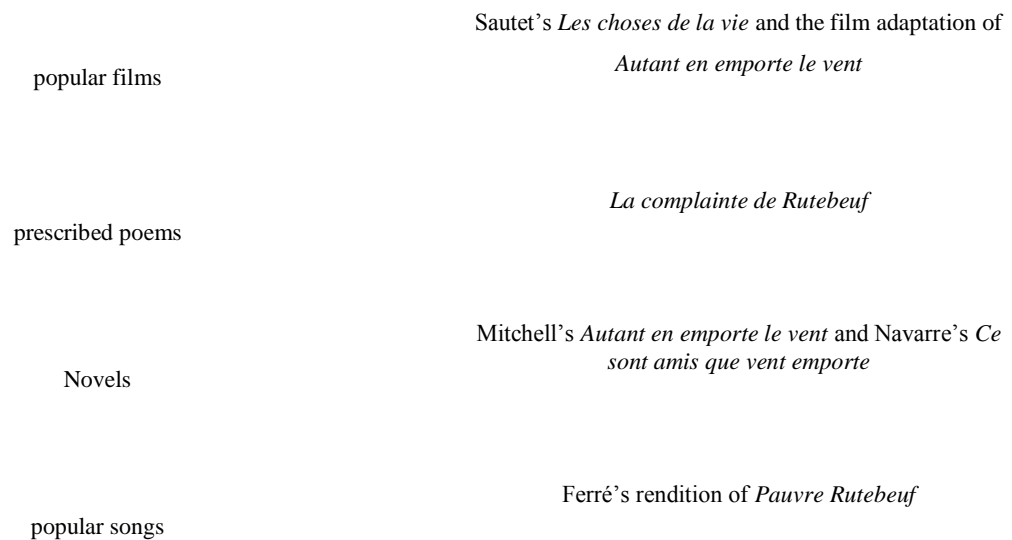 Sautet’s Les choses de la vie and the film adaptation of
Autant en emporte le vent
popular films
La complainte de Rutebeuf
prescribed poems
Mitchell’s Autant en emporte le vent and Navarre’s Ce
sont amis que vent emporte
Novels
Ferré’s rendition of Pauvre Rutebeuf
popular songs